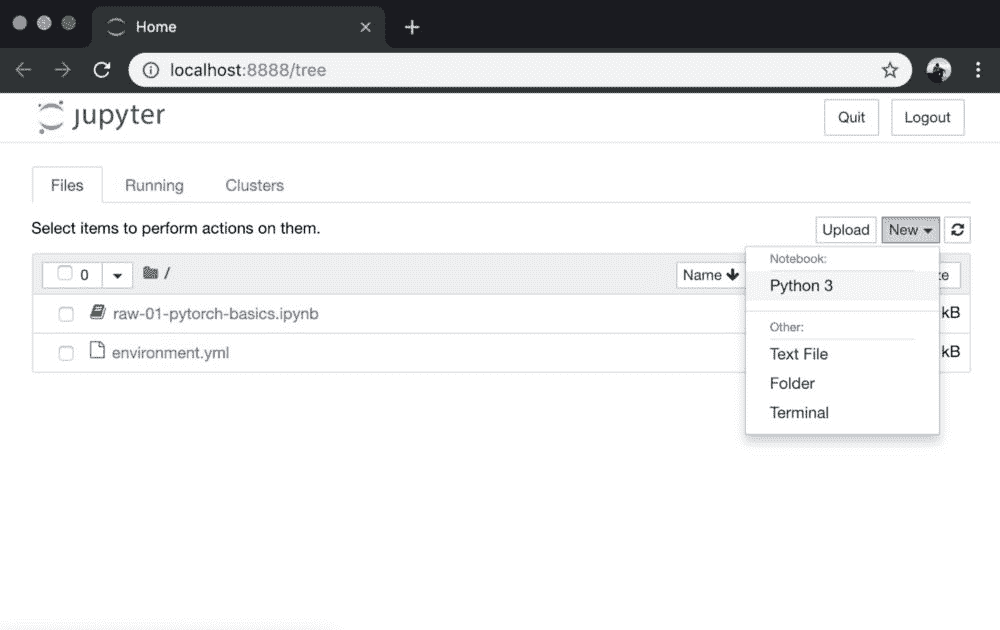 Home
localhost:8888/tree
jupyter
Quit Logout
Files Running Clusters
Select items to perform actions on them.
Upload New
0 / Name
Notebook:
Python 3
raw-01-pytorch-basics.ipynb kB
Other:
environment.yml kB
Text File
Folder
Terminal